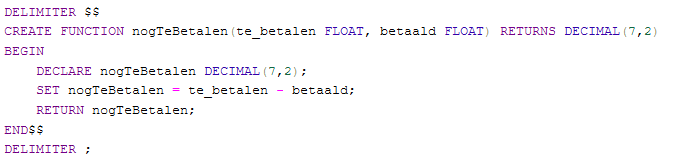 DELIMITER $$
CREATE FUNCTION nogTeBetalen(te_betalen FLOAT, betaald FLOAT) RETURNS DECIMAL(7,2)
BEGIN
    DECLARE nogTeBetalen DECIMAL(7,2);
    SET nogTeBetalen = te_betalen - betaald;
    RETURN nogTeBetalen;
END$$
DELIMITER ;